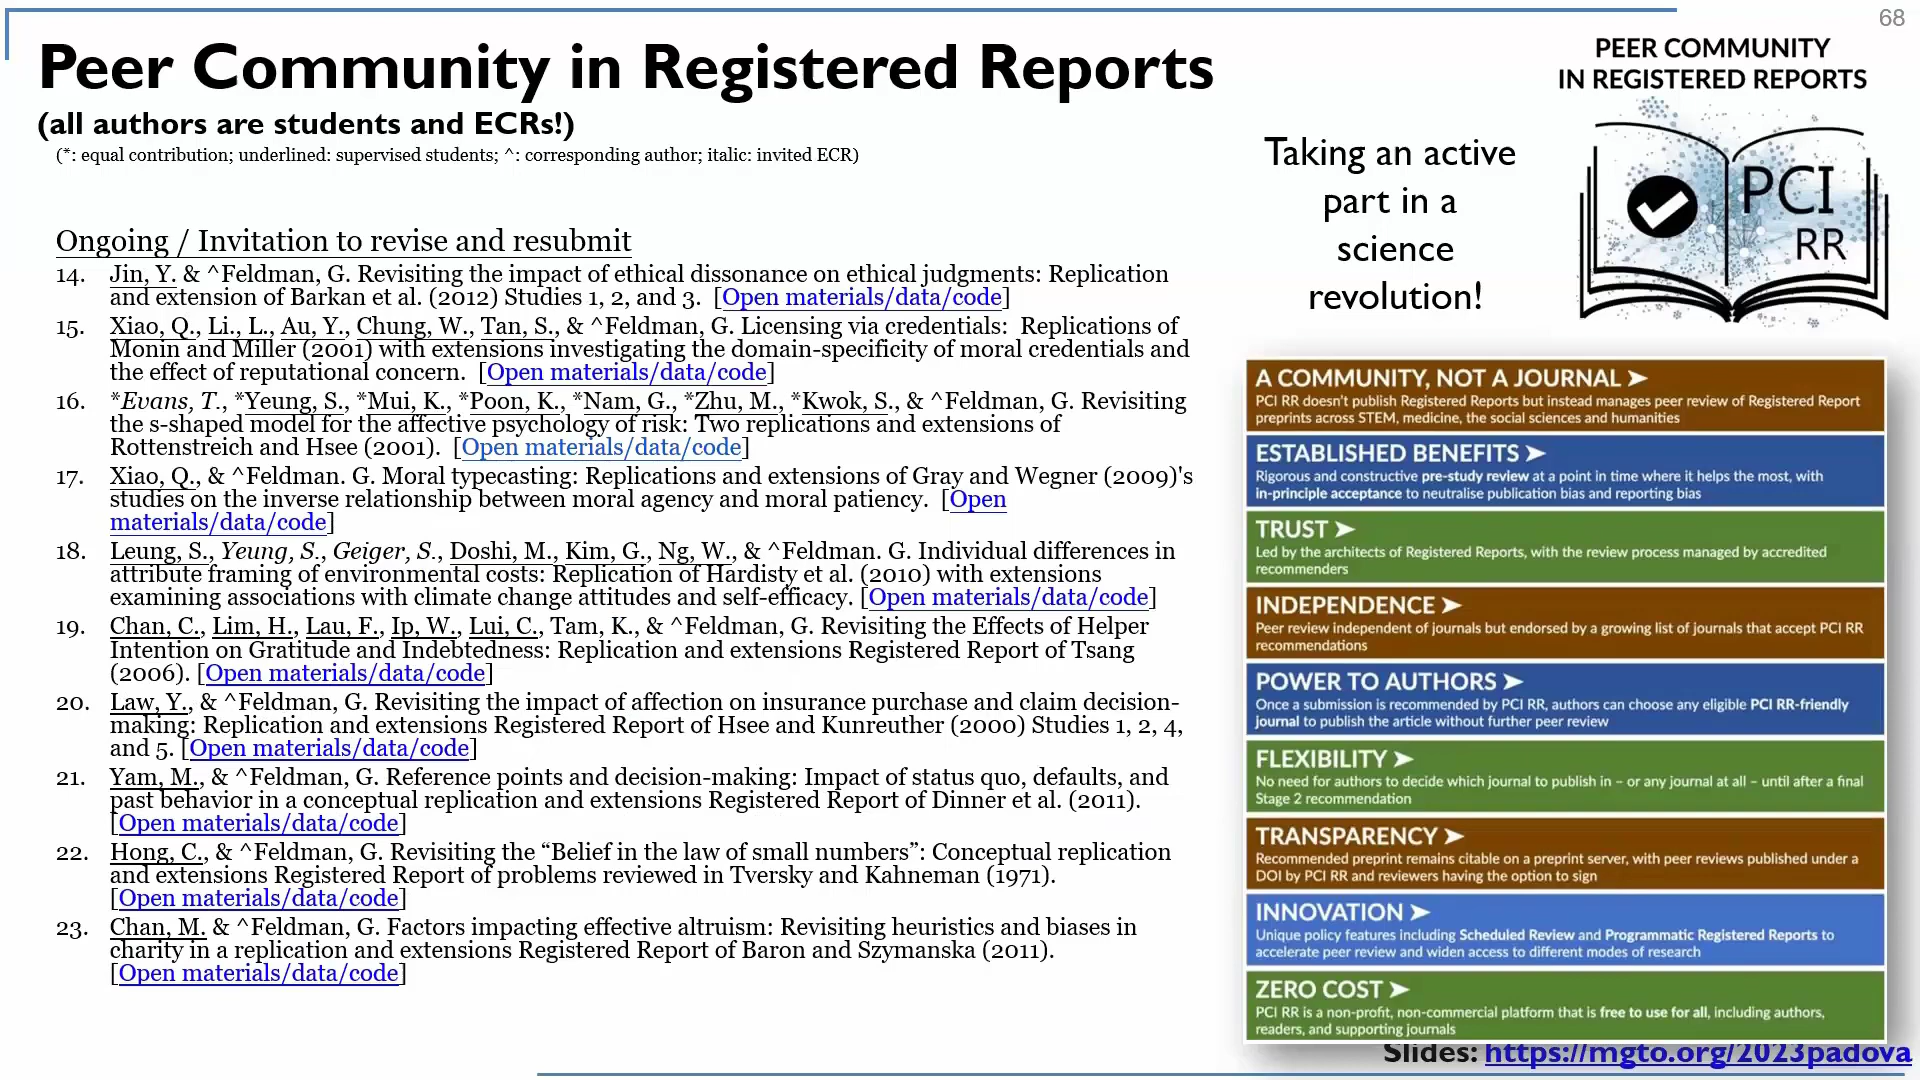 68
Peer Community in Registered Reports
(all authors are students and ECRs!)
(*: equal contribution; underlined: supervised students; ^: corresponding author; italic: invited ECR)
Ongoing / Invitation to revise and resubmit
14. Jin, Y. & ^Feldman, G. Revisiting the impact of ethical dissonance on ethical judgments: Replication
and extension of Barkan et al. (2012) Studies 1, 2, and 3. [Open materials/data/code]
15. Xiao, Q., Li., L., Au, Y., Chung, W., Tan, S., & ^Feldman, G. Licensing via credentials: Replications of
Monin and Miller (2001) with extensions investigating the domain-specificity of moral credentials and
the effect of reputational concern. [Open materials/data/code]
16. *Evans, T., *Yeung, S., *Mui, K., *Poon, K., *Nam, G., *Zhu, M., *Kwok, S., & ^Feldman, G. Revisiting
the s-shaped model for the affective psychology of risk: Two replications and extensions of
Rottenstreich and Hsee (2001). [Open materials/data/code]
17. Xiao, Q., & ^Feldman. G. Moral typecasting: Replications and extensions of Gray and Wegner (2009)'s
studies on the inverse relationship between moral agency and moral patiency. [Open
materials/data/code]
18. Leung, S., Yeung, S., Geiger, S., Doshi, M., Kim, G., Ng, W., & ^Feldman. G. Individual differences in
attribute framing of environmental costs: Replication of Hardisty et al. (2010) with extensions
examining associations with climate change attitudes and self-efficacy. [Open materials/data/code]
19. Chan, C., Lim, H., Lau, F., Ip, W., Lui, C., Tam, K., & ^Feldman, G. Revisiting the Effects of Helper
Intention on Gratitude and Indebtedness: Replication and extensions Registered Report of Tsang
(2006). [Open materials/data/code]
20. Law, Y., & ^Feldman, G. Revisiting the impact of affection on insurance purchase and claim decision-
making: Replication and extensions Registered Report of Hsee and Kunreuther (2000) Studies 1, 2, 4,
and 5. [Open materials/data/code]
21. Yam, M., & ^Feldman, G. Reference points and decision-making: Impact of status quo, defaults, and
past behavior in a conceptual replication and extensions Registered Report of Dinner et al. (2011).
[Open materials/data/code]
22. Hong, C., & ^Feldman, G. Revisiting the “Belief in the law of small numbers”: Conceptual replication
and extensions Registered Report of problems reviewed in Tversky and Kahneman (1971).
[Open materials/data/code]
23. Chan, M. & ^Feldman, G. Factors impacting effective altruism: Revisiting heuristics and biases in
charity in a replication and extensions Registered Report of Baron and Szymanska (2011).
[Open materials/data/code]
Taking an active
part in a
science
revolution!
PEER COMMUNITY
IN REGISTERED REPORTS
PCI
RR
A COMMUNITY, NOT A JOURNAL ➤
PCI RR doesn't publish Registered Reports but instead manages peer review of Registered Report
preprints across STEM, medicine, the social sciences and humanities
ESTABLISHED BENEFITS ➤
Rigorous and constructive pre-study review at a point in time where it helps the most, with
in-principle acceptance to neutralise publication bias and reporting bias
TRUST ➤
Led by the architects of Registered Reports, with the review process managed by accredited
recommenders
INDEPENDENCE ➤
Peer review independent of journals but endorsed by a growing list of journals that accept PCI RR
recommendations
POWER TO AUTHORS ➤
Once a submission is recommended by PCI RR, authors can choose any eligible PCI RR-friendly
journal to publish the article without further peer review
FLEXIBILITY ➤
No need for authors to decide which journal to publish in – or any journal at all – until after a final
Stage 2 recommendation
TRANSPARENCY ➤
Recommended preprint remains citable on a preprint server, with peer reviews published under a
DOI by PCI RR and reviewers having the option to sign
INNOVATION ➤
Unique policy features including Scheduled Review and Programmatic Registered Reports to
accelerate peer review and widen access to different modes of research
ZERO COST ➤
PCI RR is a non-profit, non-commercial platform that is free to use for all, including authors,
readers, and supporting journals
Slides: https://mgto.org/2023padova